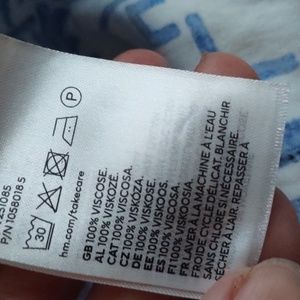 251085
P/N 1058018 5
30 P
hm.com/takecare
GB 100% VISCOSE.
AL 100% VISKOZË.
CAT 100% VISCOSA.
CZ 100% VISKÓZA.
DE 100% VISKOSE.
EE 100% VISKOOS.
ES 100% VISCOSA.
FI 100% VISKOOSIA.
FR LAVER À LA MACHINE À L'EAU
FROIDE CYCLE DÉLICAT. BLANCHIR
SANS CHLORE SI NÉCESSAIRE.
SÉCHER À L'AIR. REPASSER À